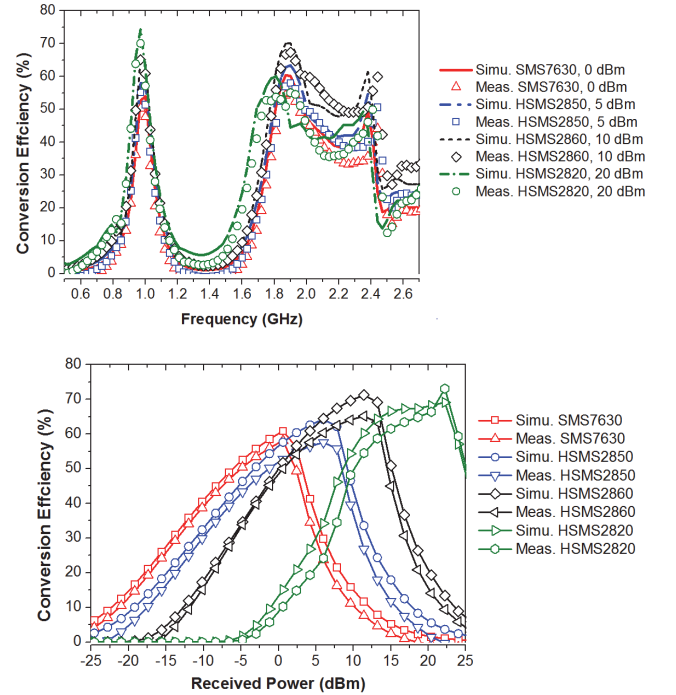 80
70
60
50
40
30
20
10
0
Conversion Effciency (%)
0.6 0.8 1.0 1.2 1.4 1.6 1.8 2.0 2.2 2.4 2.6
Frequency (GHz)
Simu. SMS7630, 0 dBm
Meas. SMS7630, 0 dBm
Simu. HSMS2850, 5 dBm
Meas. HSMS2850, 5 dBm
Simu. HSMS2860, 10 dBm
Meas. HSMS2860, 10 dBm
Simu. HSMS2820, 20 dBm
Meas. HSMS2820, 20 dBm
80
70
60
50
40
30
20
10
0
Conversion Effciency (%)
-25 -20 -15 -10 -5 0 5 10 15 20 25
Received Power (dBm)
Simu. SMS7630
Meas. SMS7630
Simu. HSMS2850
Meas. HSMS2850
Simu. HSMS2860
Meas. HSMS2860
Simu. HSMS2820
Meas. HSMS2820